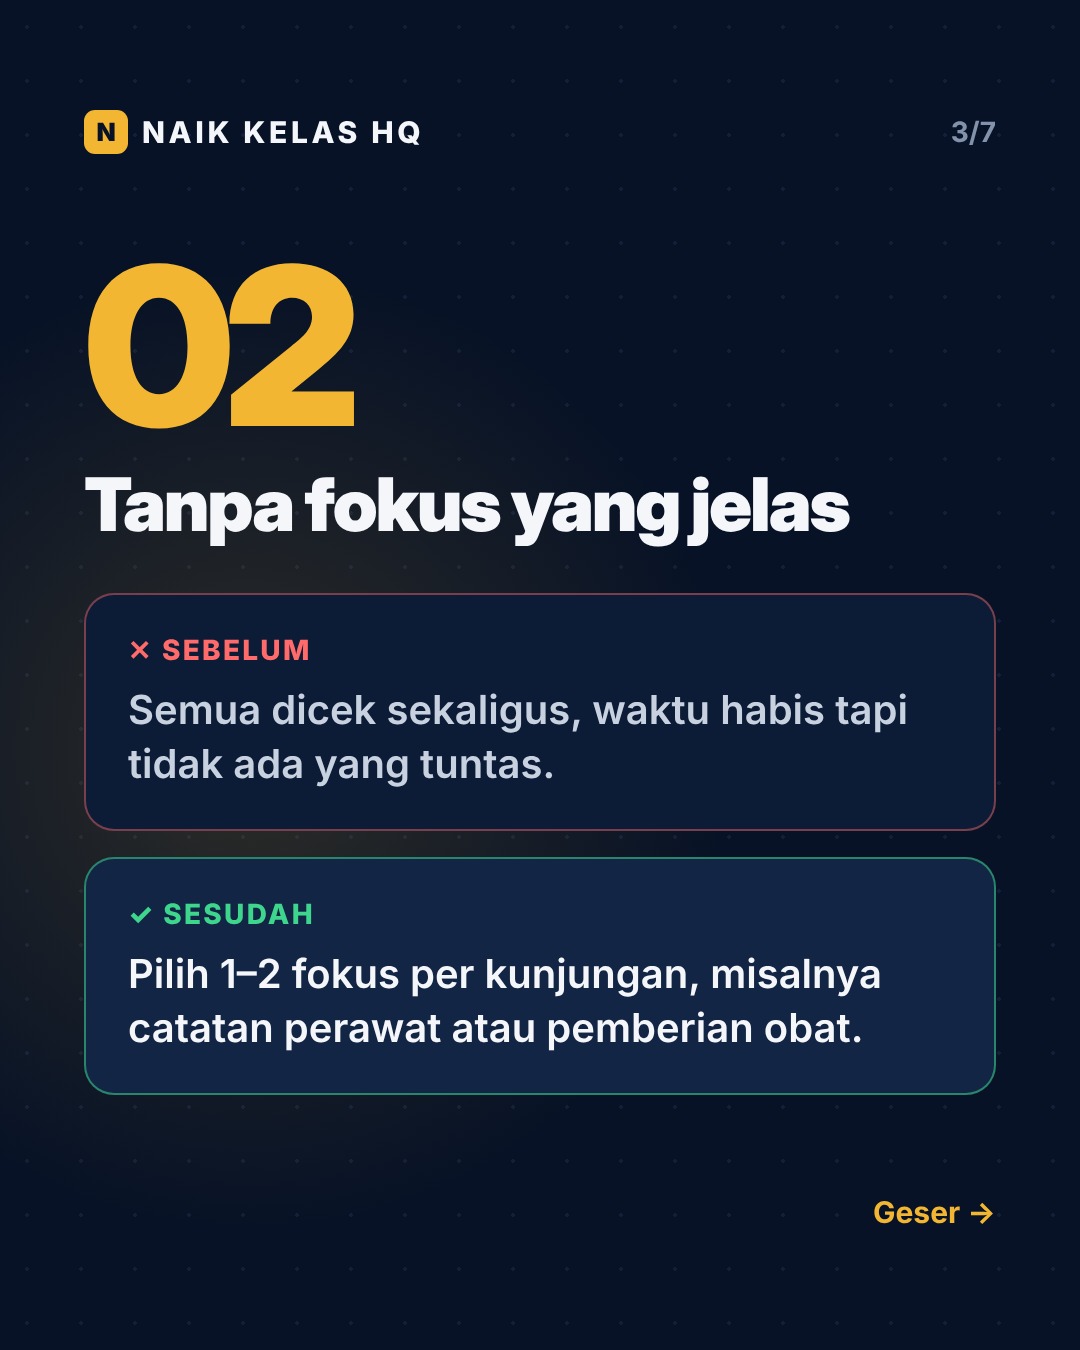 N NAIK KELAS HQ
3/7
02
Tanpa fokus yang jelas
✕ SEBELUM
Semua dicek sekaligus, waktu habis tapi
tidak ada yang tuntas.
✓ SESUDAH
Pilih 1–2 fokus per kunjungan, misalnya
catatan perawat atau pemberian obat.
Geser →